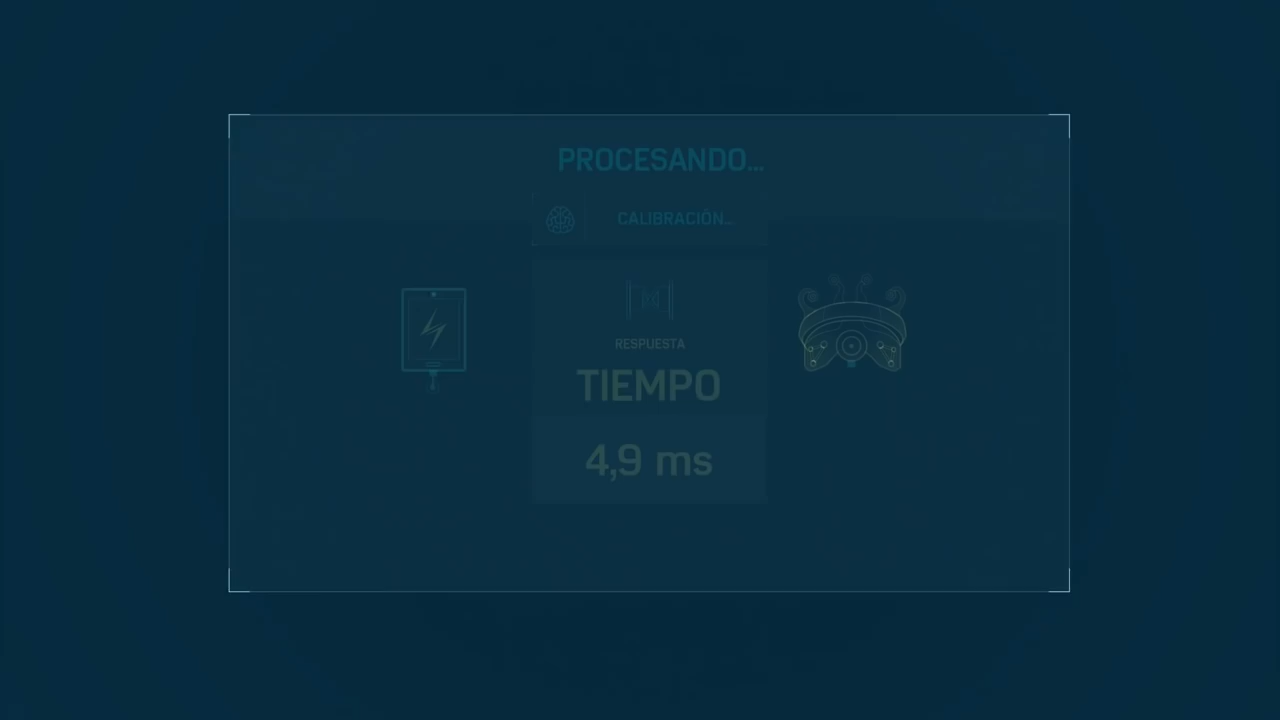 PROCESANDO...
CALIBRACIÓN...
RESPUESTA
TIEMPO
4,9 ms